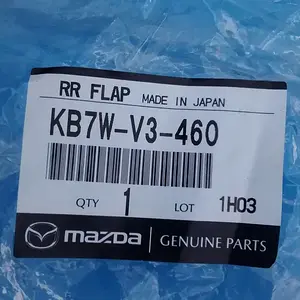 RR FLAP MADE IN JAPAN
KB7W-V3-460
QTY 1 LOT 1H03
mazda GENUINE PARTS